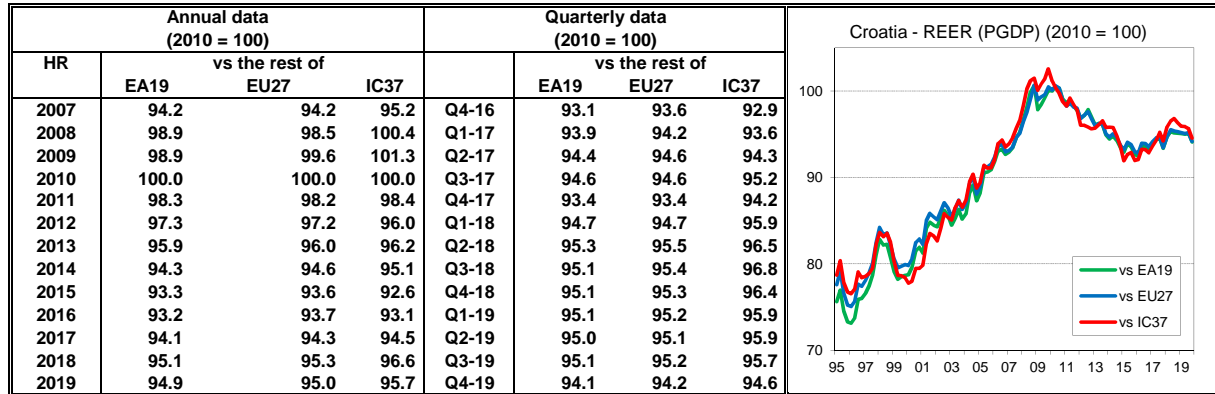 Annual data
(2010 = 100)
HR vs the rest of
EA19 EU27 IC37
2007 94.2 94.2 95.2
2008 98.9 98.5 100.4
2009 98.9 99.6 101.3
2010 100.0 100.0 100.0
2011 98.3 98.2 98.4
2012 97.3 97.2 96.0
2013 95.9 96.0 96.2
2014 94.3 94.6 95.1
2015 93.3 93.6 92.6
2016 93.2 93.7 93.1
2017 94.1 94.3 94.5
2018 95.1 95.3 96.6
2019 94.9 95.0 95.7
Quarterly data
(2010 = 100)
vs the rest of
EA19 EU27 IC37
Q4-16 93.1 93.6 92.9
Q1-17 93.9 94.2 93.6
Q2-17 94.4 94.6 94.3
Q3-17 94.6 94.6 95.2
Q4-17 93.4 93.4 94.2
Q1-18 94.7 94.7 95.9
Q2-18 95.3 95.5 96.5
Q3-18 95.1 95.4 96.8
Q4-18 95.1 95.3 96.4
Q1-19 95.1 95.2 95.9
Q2-19 95.0 95.1 95.9
Q3-19 95.1 95.2 95.7
Q4-19 94.1 94.2 94.6
Croatia - REER (PGDP) (2010 = 100)
100
90
80
70
vs EA19
vs EU27
vs IC37
95 97 99 01 03 05 07 09 11 13 15 17 19